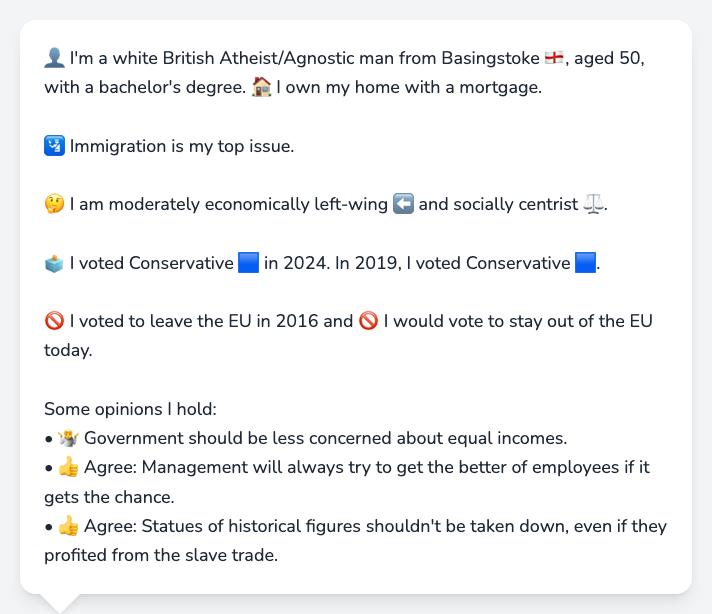 👤 I'm a white British Atheist/Agnostic man from Basingstoke 🏴󠁧󠁢󠁥󠁮󠁧󠁿, aged 50,
with a bachelor's degree. 🏠 I own my home with a mortgage.
🛂 Immigration is my top issue.
🤔 I am moderately economically left-wing ⬅️ and socially centrist ⚖️.
🗳️ I voted Conservative 🟦 in 2024. In 2019, I voted Conservative 🟦.
🚫 I voted to leave the EU in 2016 and 🚫 I would vote to stay out of the EU
today.
Some opinions I hold:
• 🤷 Government should be less concerned about equal incomes.
• 👍 Agree: Management will always try to get the better of employees if it
gets the chance.
• 👍 Agree: Statues of historical figures shouldn't be taken down, even if they
profited from the slave trade.